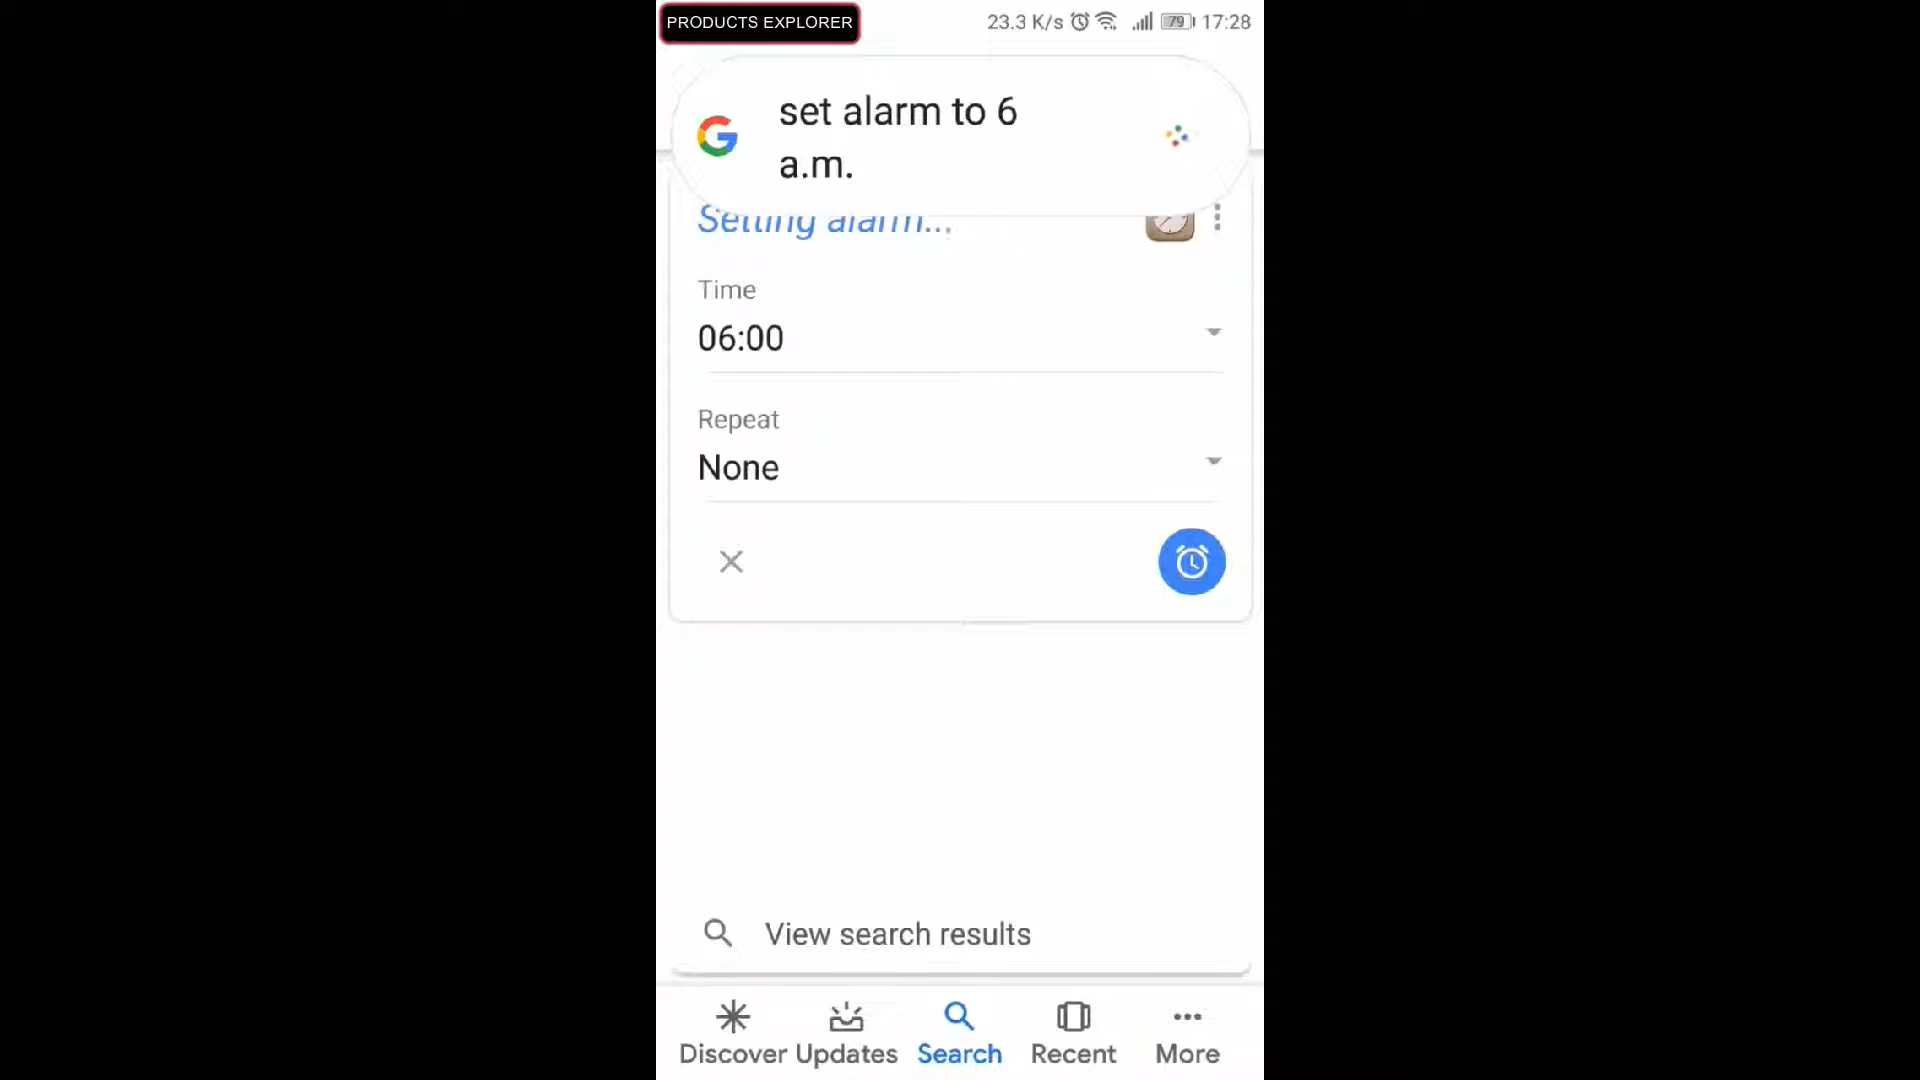 PRODUCTS EXPLORER
23.3 K/s 79 17:28
set alarm to 6
a.m.
Setting alarm...
Time
06:00
Repeat
None
View search results
Discover Updates Search Recent More